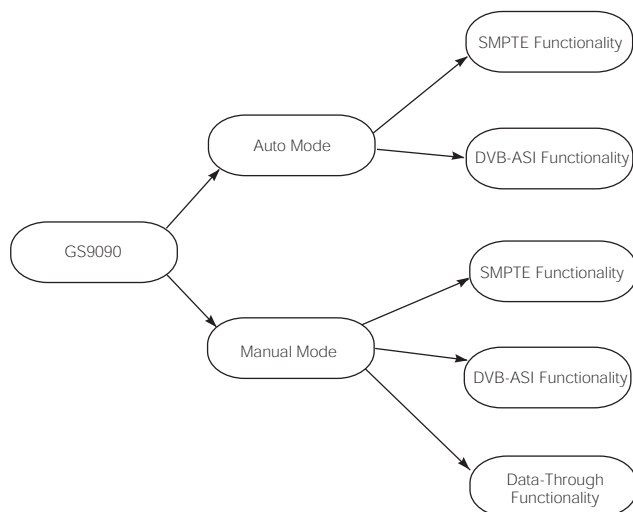 SMPTE Functionality
Auto Mode
DVB-ASI Functionality
GS9090
SMPTE Functionality
Manual Mode
DVB-ASI Functionality
Data-Through
Functionality